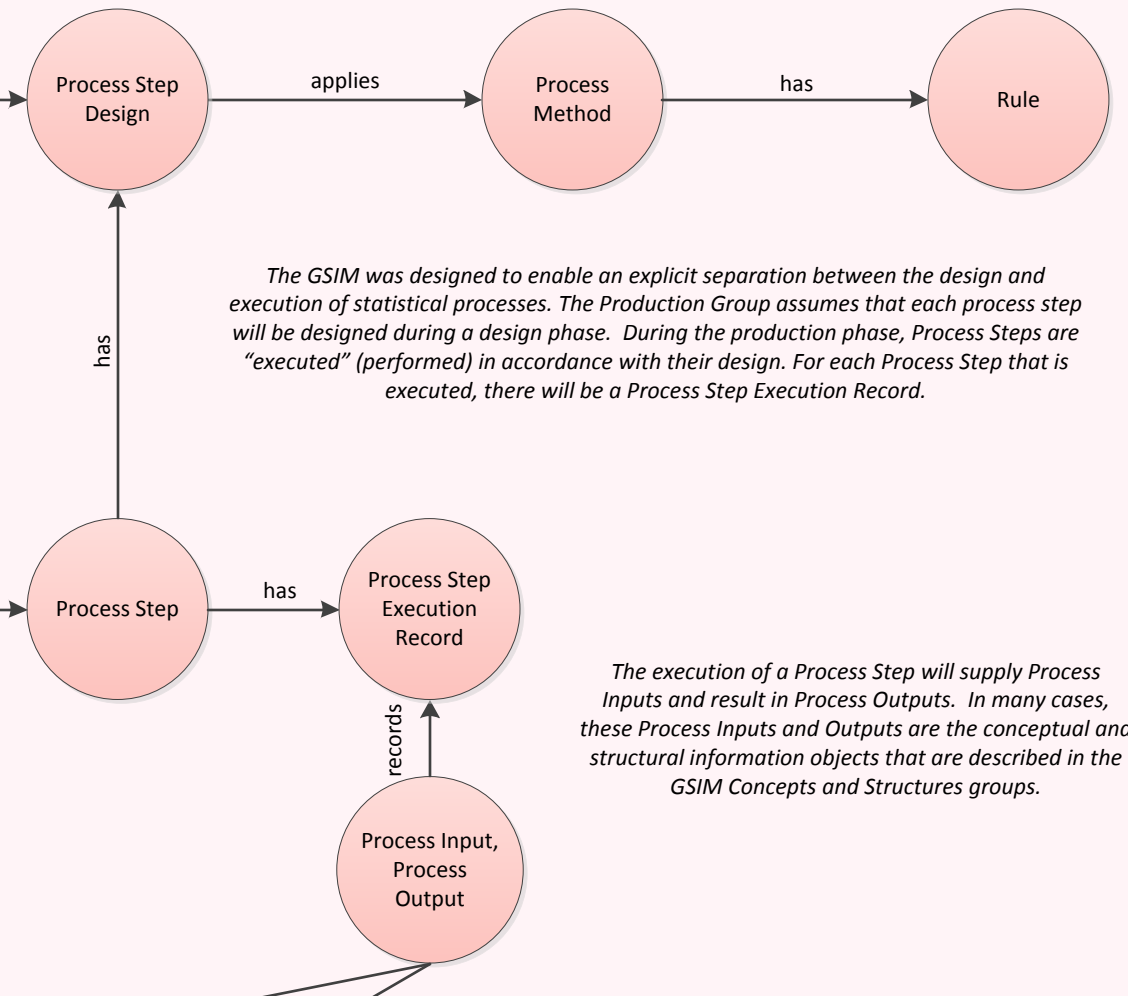 Process Step
Design
applies
Process
Method
has
Rule
The GSIM was designed to enable an explicit separation between the design and
execution of statistical processes. The Production Group assumes that each process step
will be designed during a design phase.  During the production phase, Process Steps are
“executed” (performed) in accordance with their design. For each Process Step that is
executed, there will be a Process Step Execution Record.
has
Process Step
has
Process Step
Execution
Record
The execution of a Process Step will supply Process
Inputs and result in Process Outputs.  In many cases,
these Process Inputs and Outputs are the conceptual and
structural information objects that are described in the
GSIM Concepts and Structures groups.
records
Process Input,
Process
Output